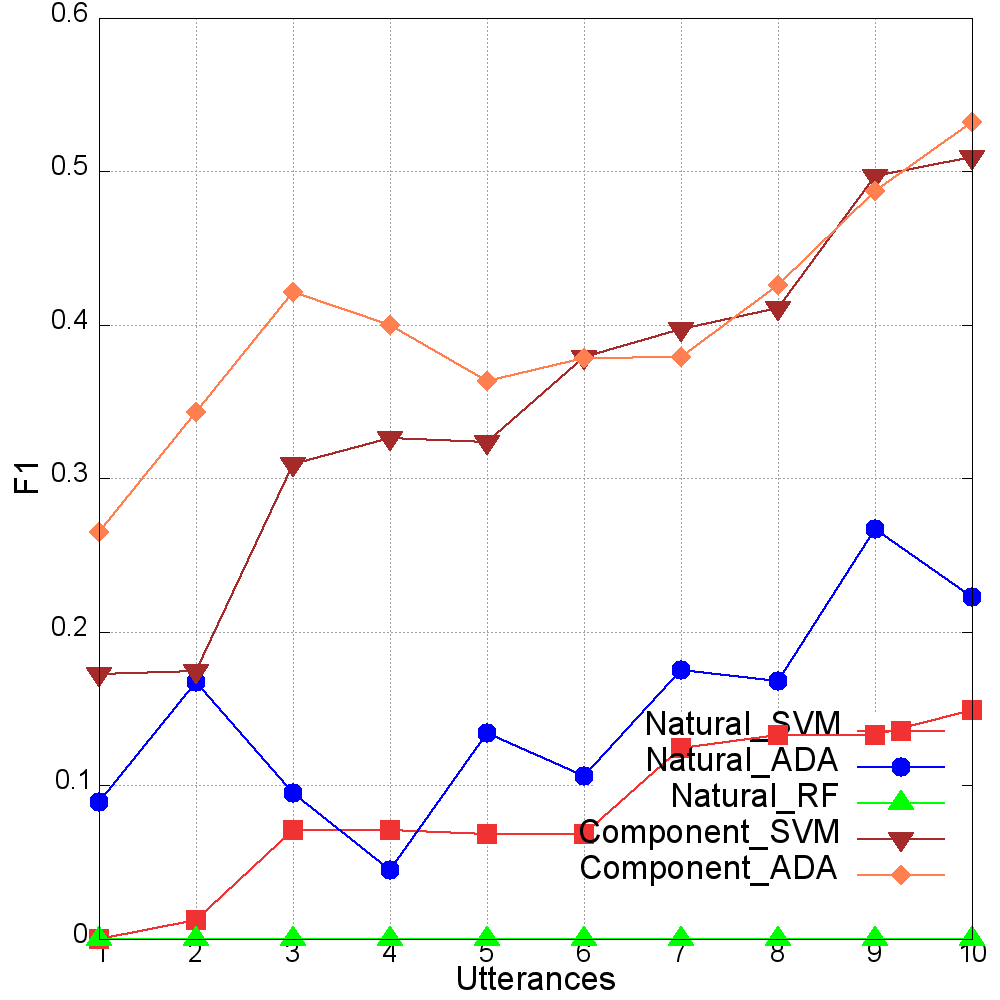 0.6
0.5
0.4
0.3
0.2
0.1
0
F1
Natural_SVM
Natural_ADA
Natural_RF
Component_SVM
Component_ADA
1 2 3 4 5 6 7 8 9 10
Utterances